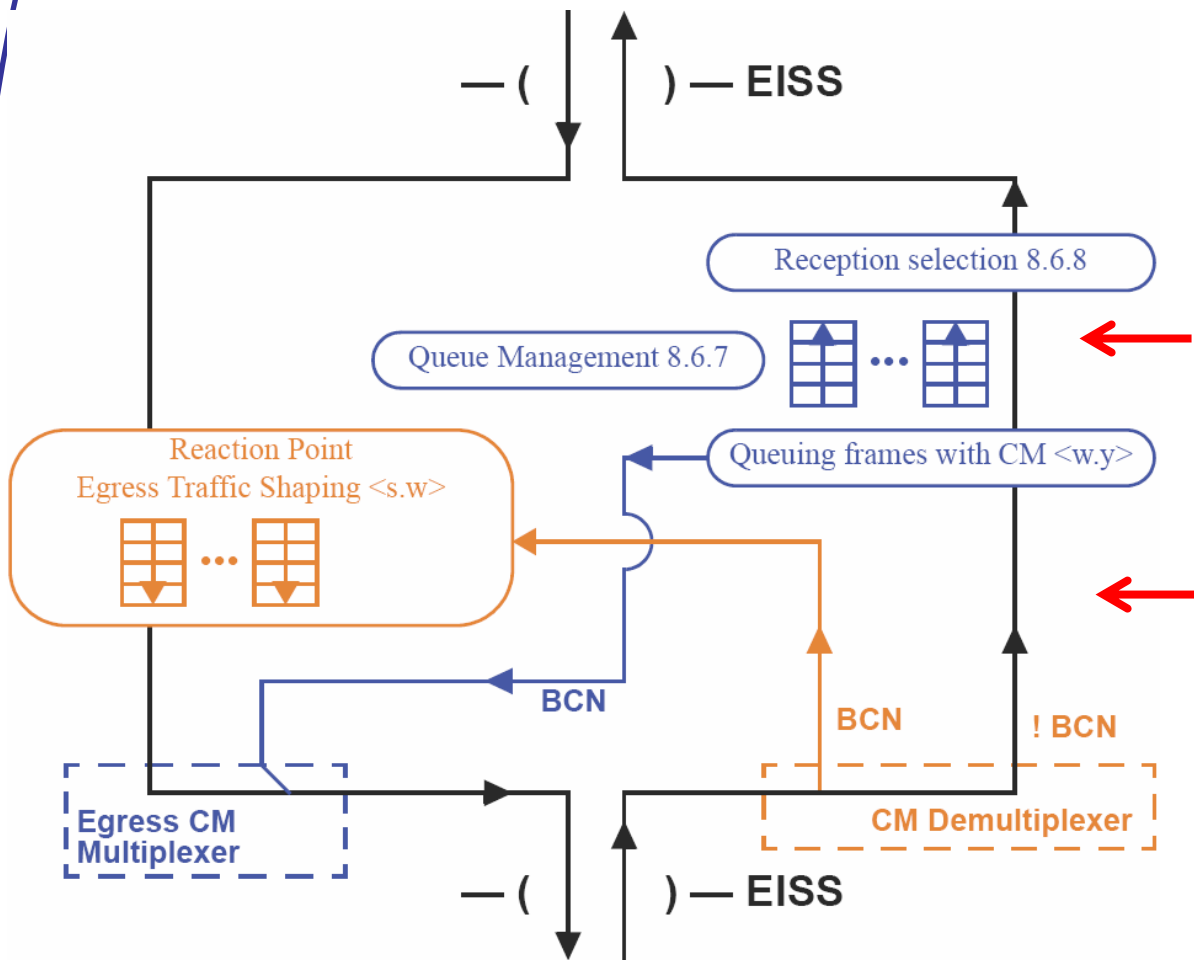 — ( ) — EISS
Reception selection 8.6.8
Queue Management 8.6.7
...
...
Reaction Point
Egress Traffic Shaping <s.w>
Queuing frames with CM <w.y>
BCN
BCN
! BCN
Egress CM
Multiplexer
CM Demultiplexer
— ( ) — EISS